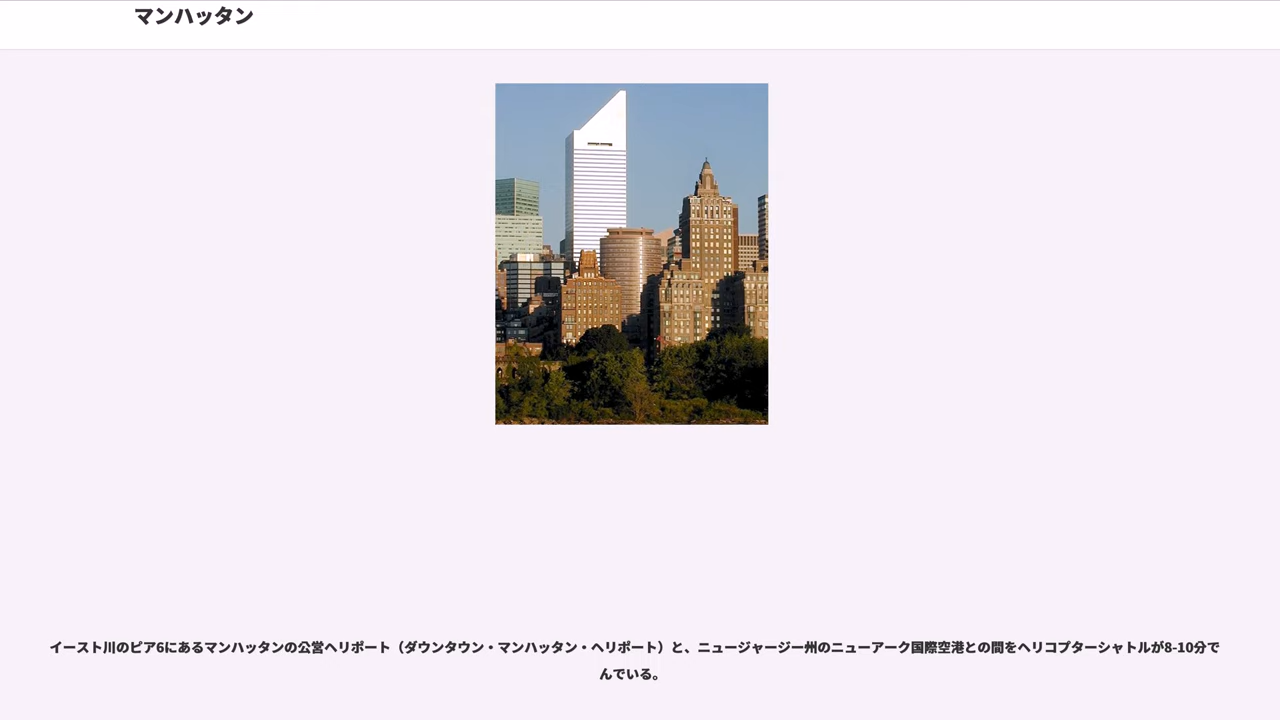 マンハッタン
イースト川のピア6にあるマンハッタンの公営ヘリポート（ダウンタウン・マンハッタン・ヘリポート）と、ニュージャージー州のニューアーク国際空港との間をヘリコプターシャトルが8-10分で
んでいる。